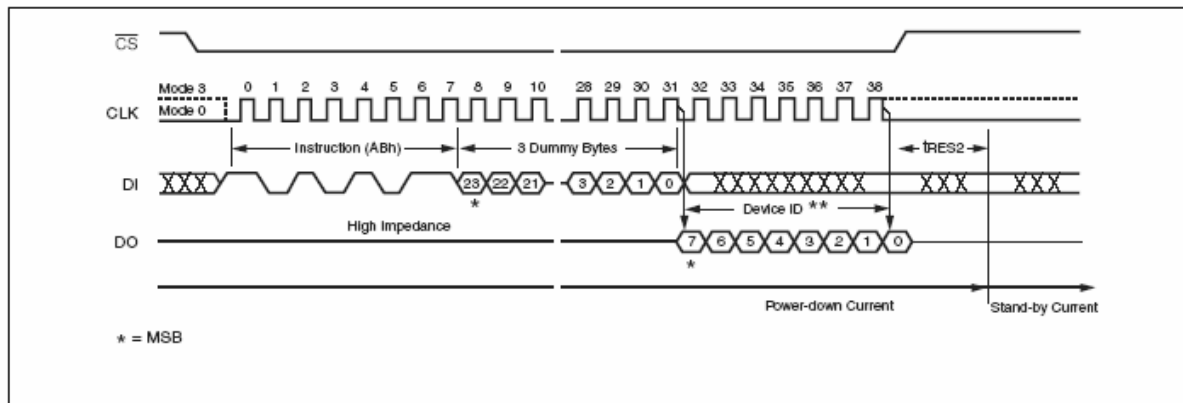 CS
Mode 3 0 1 2 3 4 5 6 7 8 9 10 28 29 30 31 32 33 34 35 36 37 38
CLK Mode 0
Instruction (ABh) 3 Dummy Bytes tRES2
DI 23 22 21 3 2 1 0
*
Device ID **
High Impedance
DO 7 6 5 4 3 2 1 0
*
Power-down Current Stand-by Current
* = MSB